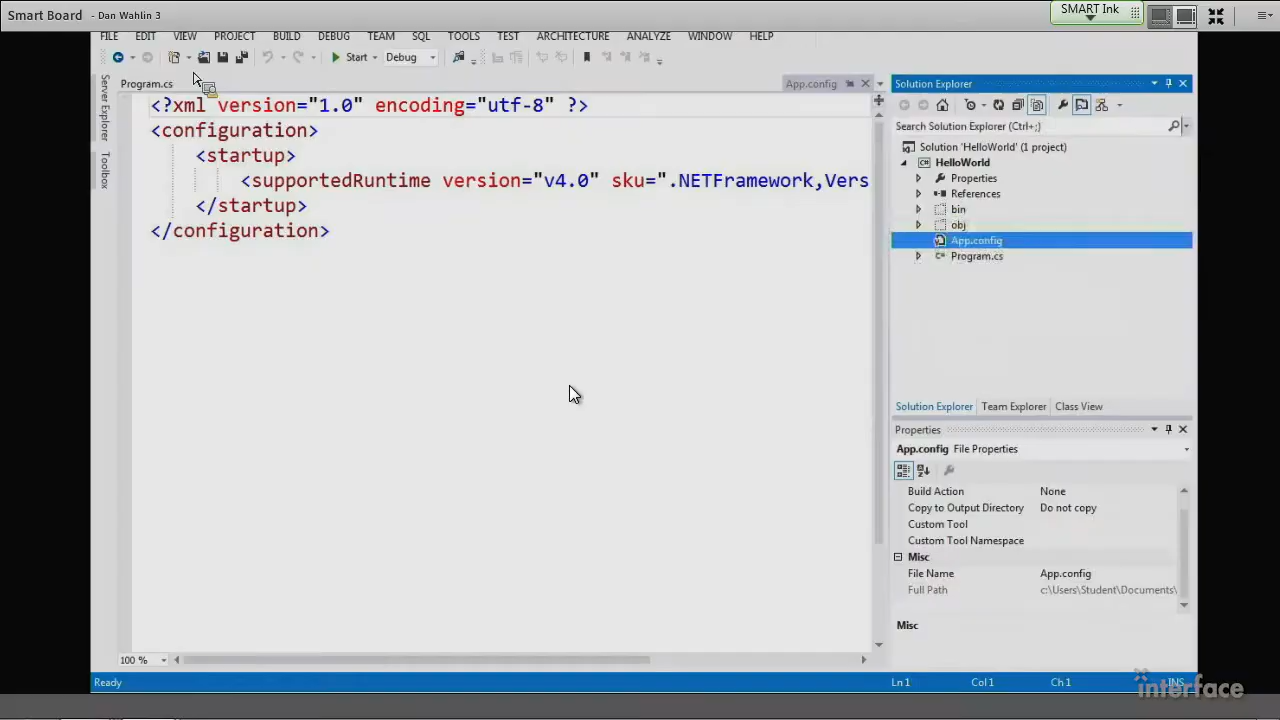 Smart Board - Dan Wahlin 3
SMART Ink
FILE EDIT VIEW PROJECT BUILD DEBUG TEAM SQL TOOLS TEST ARCHITECTURE ANALYZE WINDOW HELP
Start Debug
Program.cs App.config
Server Explorer
Toolbox
<?xml version="1.0" encoding="utf-8" ?>
<configuration>
<startup>
<supportedRuntime version="v4.0" sku=".NETFramework,Vers
</startup>
</configuration>
100 %
Solution Explorer
Search Solution Explorer (Ctrl+;)
Solution 'HelloWorld' (1 project)
HelloWorld
Properties
References
bin
obj
App.config
Program.cs
Solution Explorer Team Explorer Class View
Properties
App.config File Properties
Build Action None
Copy to Output Directory Do not copy
Custom Tool
Custom Tool Namespace
Misc
File Name App.config
Full Path c:\Users\Student\Documents\
Misc
Ready Ln 1 Col 1 Ch 1 INS
interface